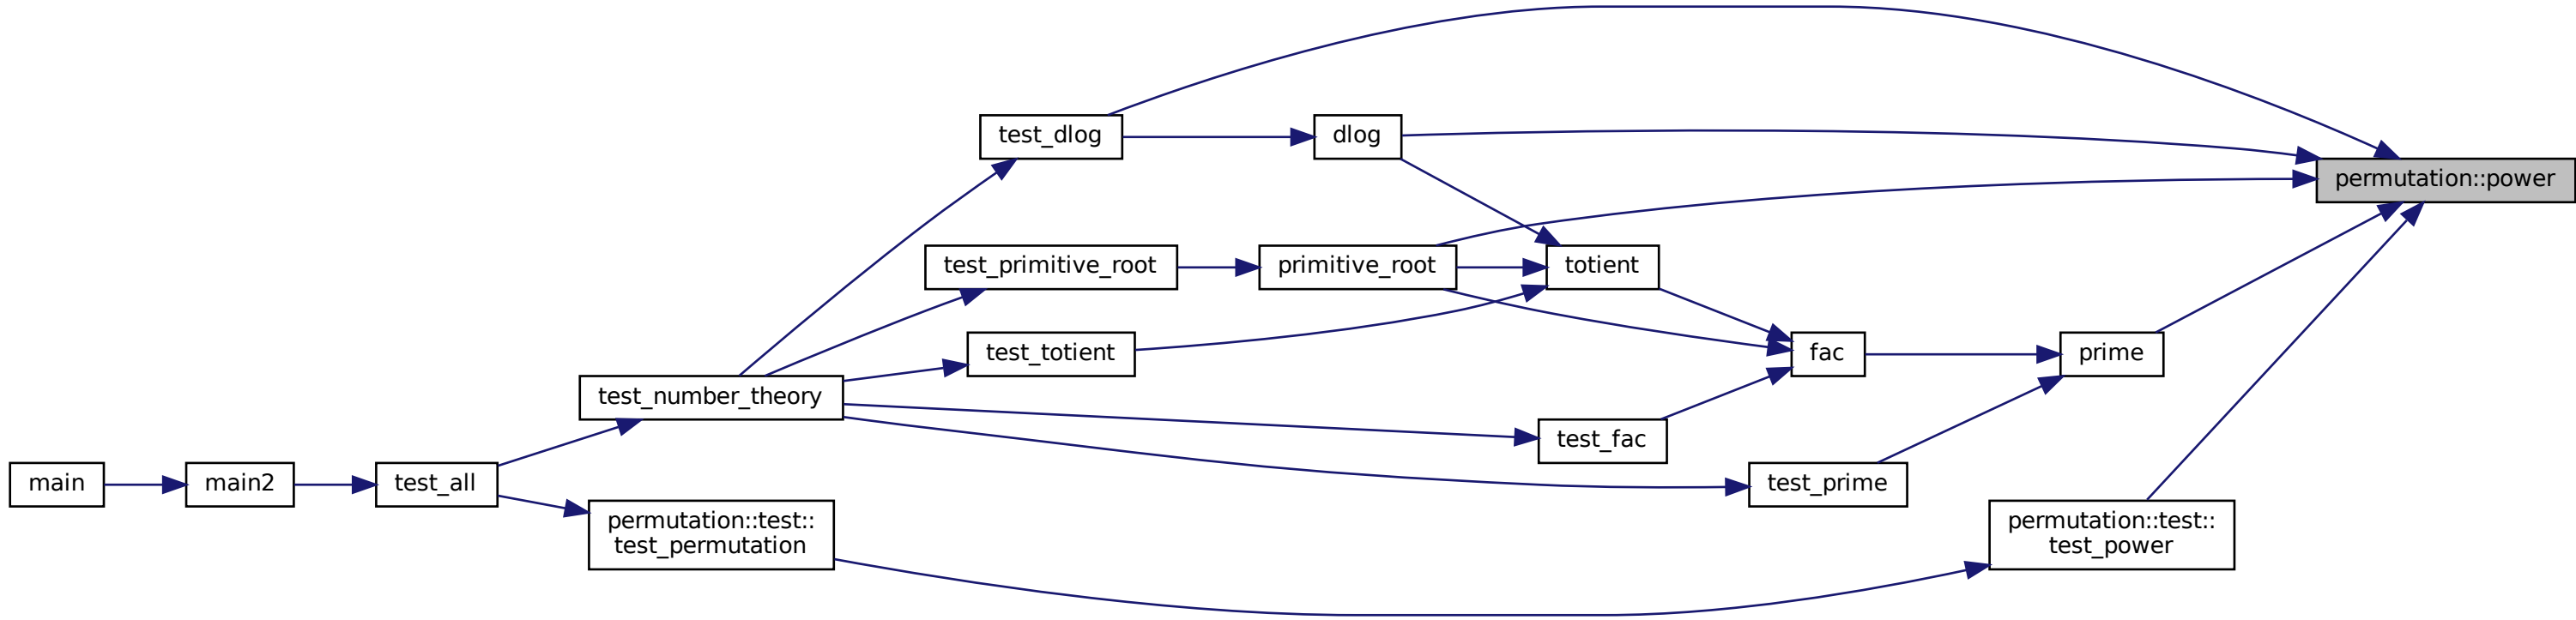 test_dlog
dlog
permutation::power
test_primitive_root
primitive_root
totient
test_totient
fac
prime
test_number_theory
test_fac
main
main2
test_all
test_prime
permutation::test::
test_permutation
permutation::test::
test_power